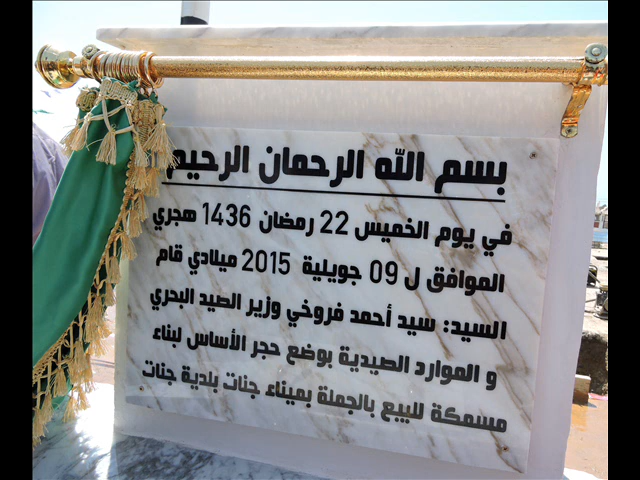 بسم الله الرحمان الرحيم
في يوم الخميس 22 رمضان 1436 هجري
الموافق ل 09 جويلية 2015 ميلادي قام
السيد: سيد أحمد فروخي وزير الصيد البحري
و الموارد الصيدية بوضع حجر الأساس لبناء
مسمكة للبيع بالجملة بميناء جنات بلدية جنات